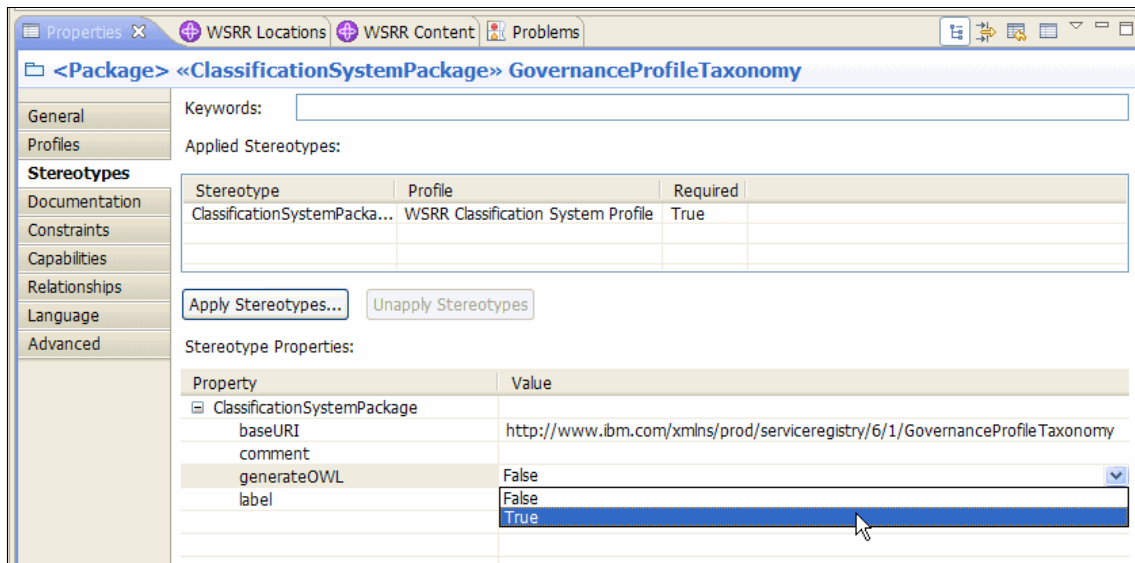 Properties WSRR Locations WSRR Content Problems
<Package> «ClassificationSystemPackage» GovernanceProfileTaxonomy
General
Profiles
Stereotypes
Documentation
Constraints
Capabilities
Relationships
Language
Advanced
Keywords:
Applied Stereotypes:
Stereotype Profile Required
ClassificationSystemPacka... WSRR Classification System Profile True
Apply Stereotypes... Unapply Stereotypes
Stereotype Properties:
Property Value
ClassificationSystemPackage
baseURI http://www.ibm.com/xmlns/prod/serviceregistry/6/1/GovernanceProfileTaxonomy
comment
generateOWL False
label False
True